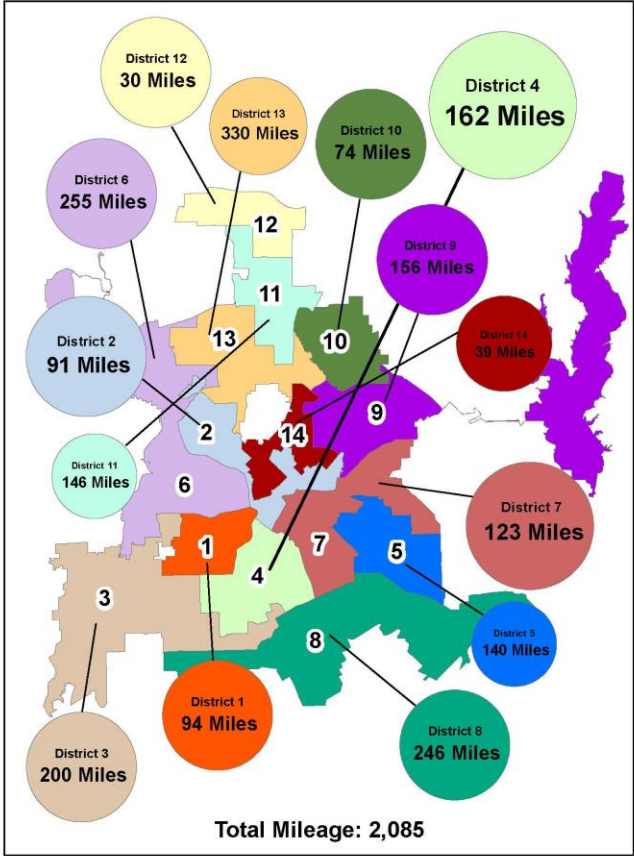 District 12
30 Miles
District 13
330 Miles
District 10
74 Miles
District 4
162 Miles
District 6
255 Miles
District 9
156 Miles
12
11
District 2
91 Miles
13
10
District 14
39 Miles
9
2
14
District 11
146 Miles
6
District 7
123 Miles
1
7
5
4
3
8
District 5
140 Miles
District 1
94 Miles
District 8
246 Miles
District 3
200 Miles
Total Mileage: 2,085